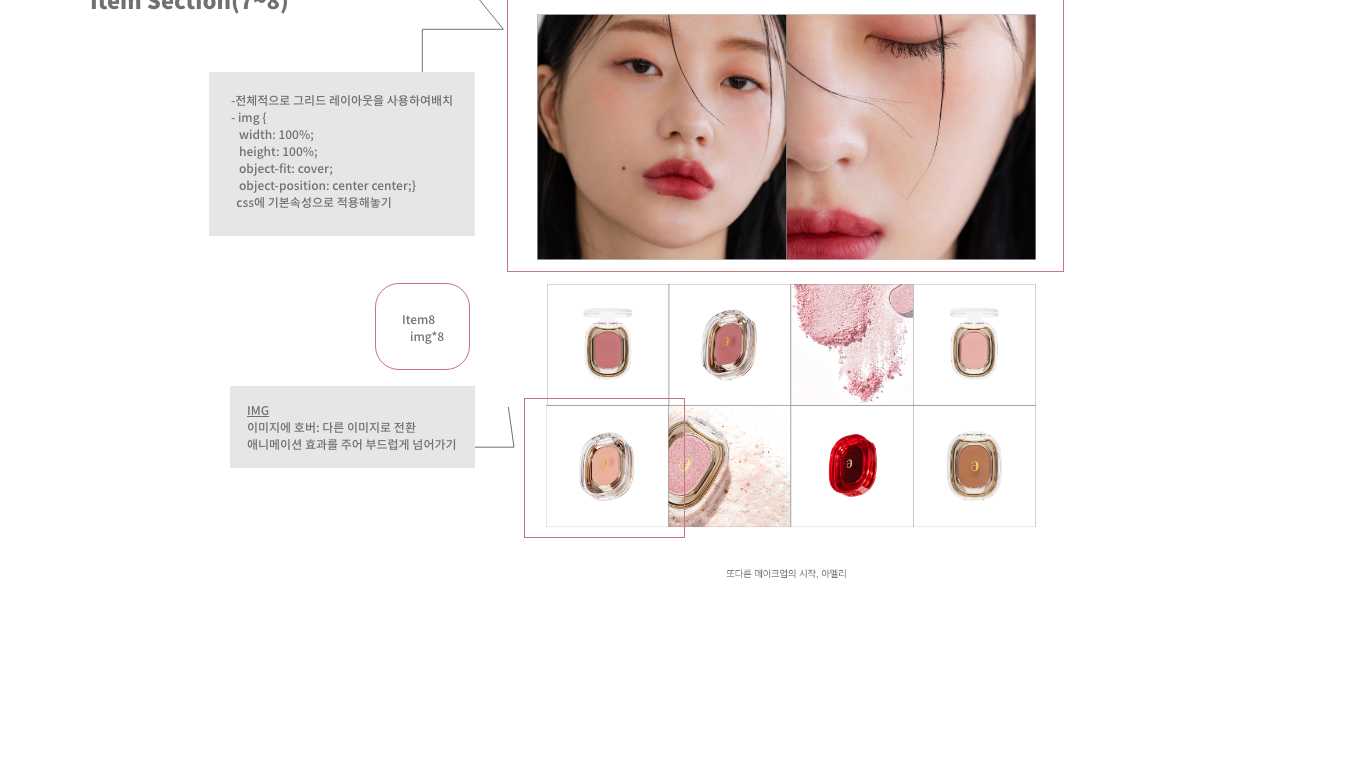 Item Section(7~8)
-전체적으로 그리드 레이아웃을 사용하여배치
- img {
width: 100%;
height: 100%;
object-fit: cover;
object-position: center center;}
css에 기본속성으로 적용해놓기
Item8
img*8
IMG
이미지에 호버: 다른 이미지로 전환
애니메이션 효과를 주어 부드럽게 넘어가기
또다른 메이크업의 시작, 아멜리